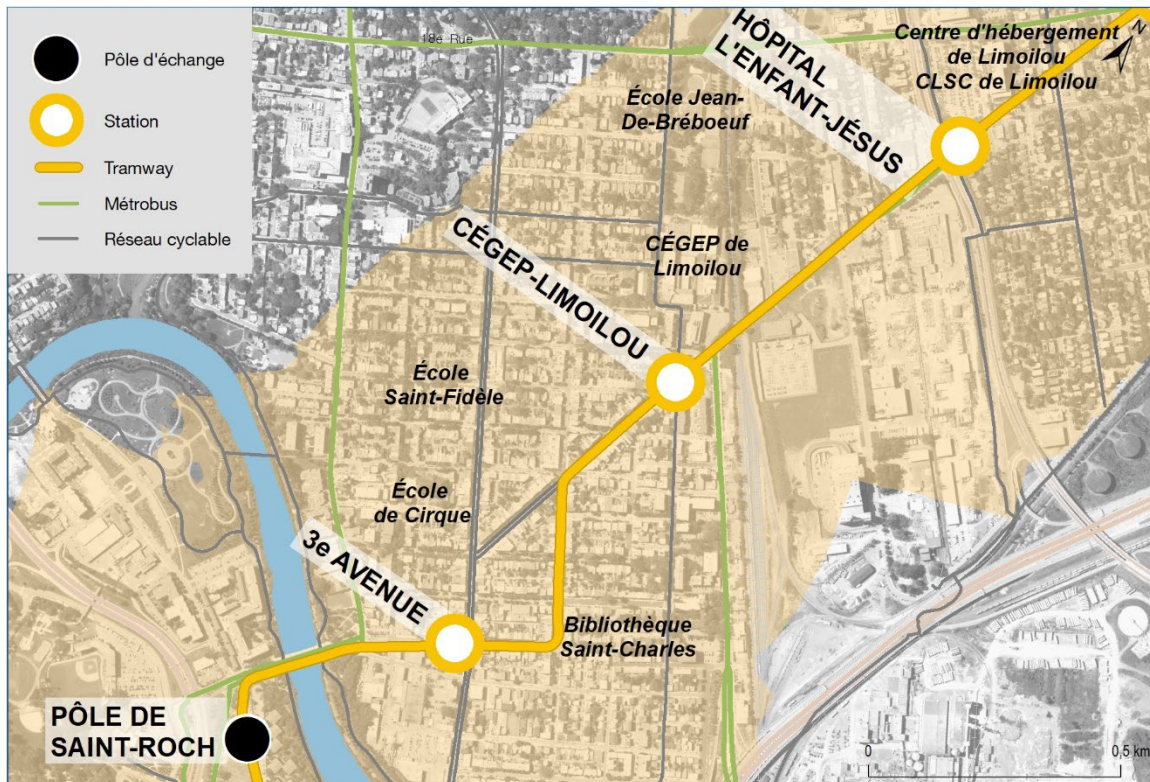 Pôle d'échange
Station
Tramway
Métrobus
Réseau cyclable
18e Rue
HÔPITAL
L'ENFANT-JÉSUS
Centre d'hébergement
de Limoilou
CLSC de Limoilou
N
École Jean-
De-Bréboeuf
CÉGEP de
Limoilou
CÉGEP-LIMOILOU
École
Saint-Fidèle
École
de Cirque
3e AVENUE
Bibliothèque
Saint-Charles
PÔLE DE
SAINT-ROCH
0 0,5 km